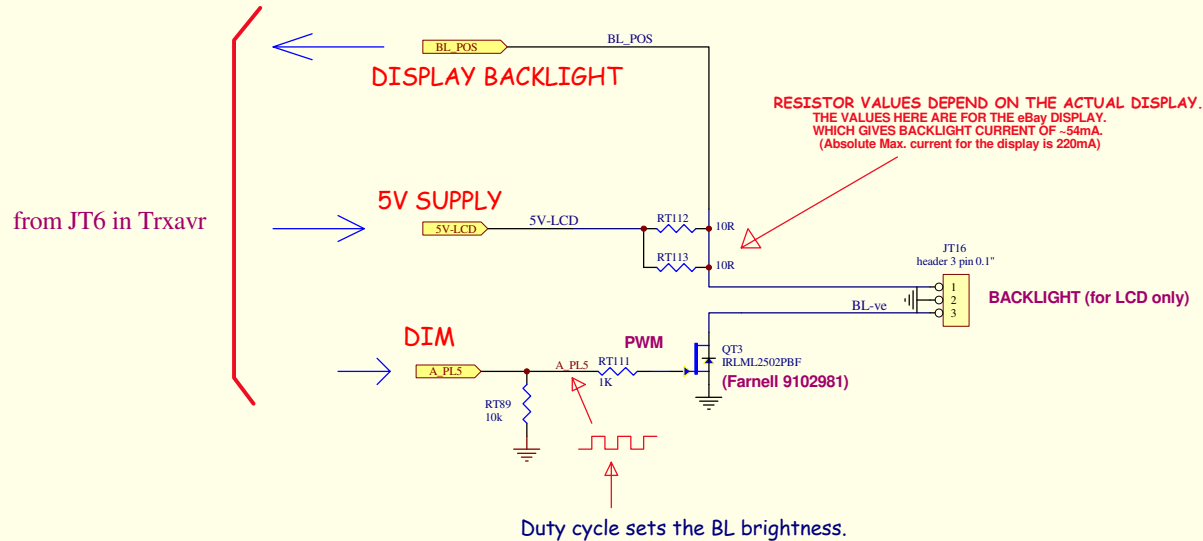 BL_POS
BL_POS
DISPLAY BACKLIGHT
RESISTOR VALUES DEPEND ON THE ACTUAL DISPLAY.
THE VALUES HERE ARE FOR THE eBay DISPLAY.
WHICH GIVES BACKLIGHT CURRENT OF ~54mA.
(Absolute Max. current for the display is 220mA)
from JT6 in Trxavr
5V SUPPLY
5V-LCD
5V-LCD
RT112
10R
RT113
10R
JT16
header 3 pin 0.1"
1
2
3
BACKLIGHT (for LCD only)
BL-ve
DIM
A_PL5
A_PL5
PWM
RT111
1K
QT3
IRLML2502PBF
(Farnell 9102981)
RT89
10k
Duty cycle sets the BL brightness.